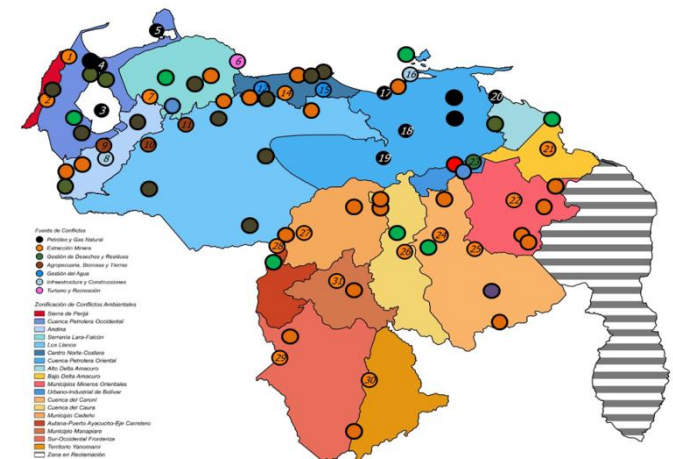 5
1
4
6
2
3
7
13
14
15
16
17
20
18
11
9
10
8
19
23
21
22
27
28
24
25
26
31
29
30
Fuente de Conflictos
Petróleo y Gas Natural
Extracción Minera
Gestión de Desechos y Residuos
Agropecuaria, Biomasa y Tierras
Gestión del Agua
Infraestructura y Construcciones
Turismo y Recreación
Zonificación de Conflictos Ambientales
Sierra de Perijá
Cuenca Petrolera Occidental
Andina
Serranía Lara-Falcón
Los Llanos
Centro Norte-Costero
Cuenca Petrolera Oriental
Alto Delta Amacuro
Bajo Delta Amacuro
Municipios Mineros Orientales
Urbano-Industrial de Bolívar
Cuenca del Caroní
Cuenca del Caura
Municipio Cedeño
Autana-Puerto Ayacucho-Eje Carretero
Municipio Manapiare
Sur-Occidental Fronteriza
Territorio Yanomami
Zona en Reclamación